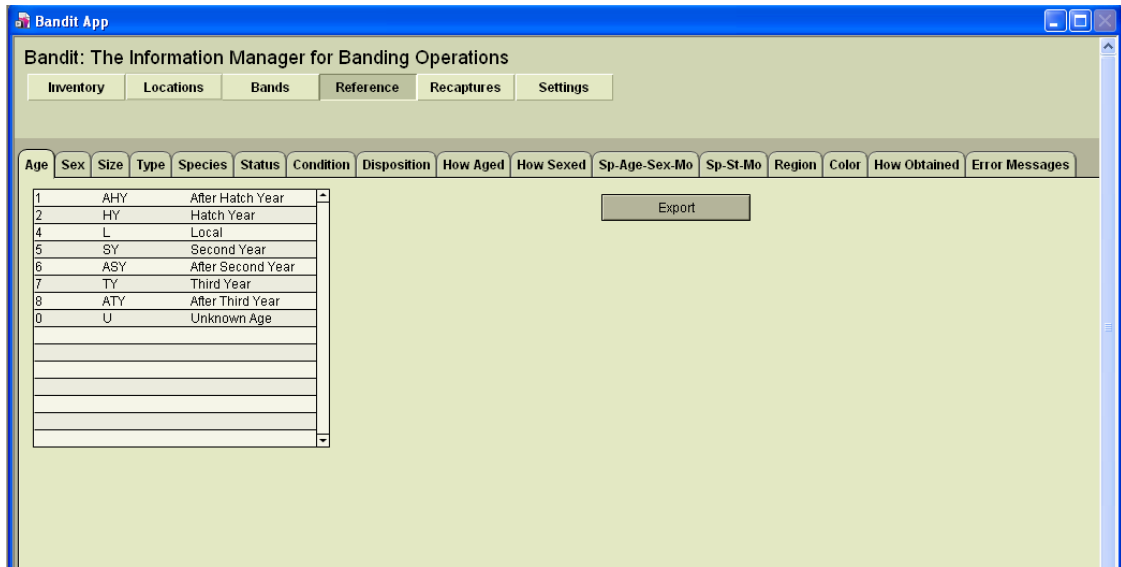 Bandit App
Bandit: The Information Manager for Banding Operations
Inventory Locations Bands Reference Recaptures Settings
Age Sex Size Type Species Status Condition Disposition How Aged How Sexed Sp-Age-Sex-Mo Sp-St-Mo Region Color How Obtained Error Messages
1 AHY After Hatch Year
Export
2 HY Hatch Year
4 L Local
5 SY Second Year
6 ASY After Second Year
7 TY Third Year
8 ATY After Third Year
0 U Unknown Age